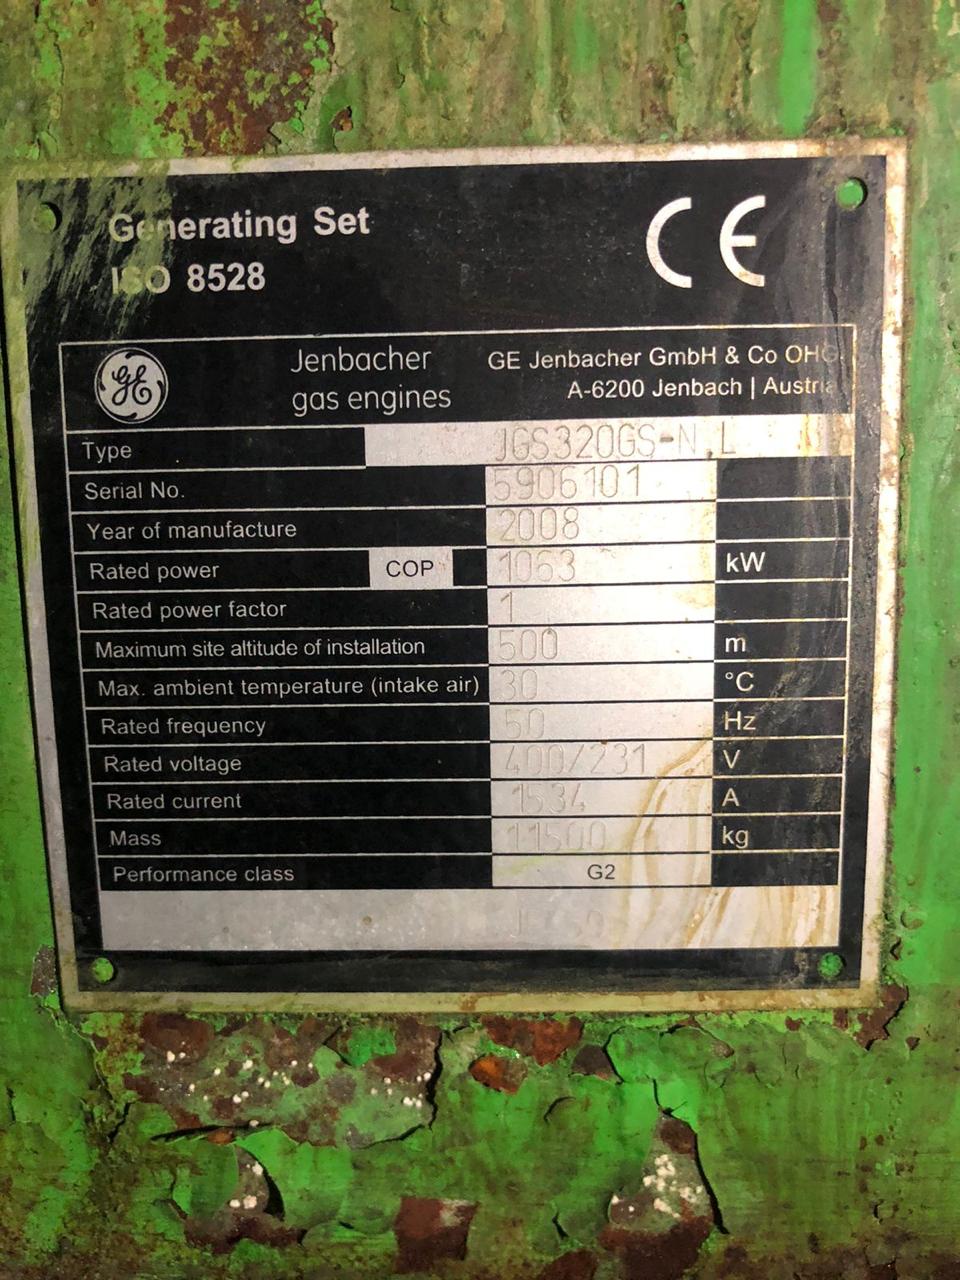 Generating Set
ISO 8528
CE
GE
Jenbacher
gas engines
GE Jenbacher GmbH & Co OHG
A-6200 Jenbach | Austria
Type JGS320GS-N.L
Serial No. 5906101
Year of manufacture 2008
Rated power COP 1063 kW
Rated power factor 1
Maximum site altitude of installation 500 m
Max. ambient temperature (intake air) 30 °C
Rated frequency 50 Hz
Rated voltage 400/231 V
Rated current 1534 A
Mass 11500 kg
Performance class G2